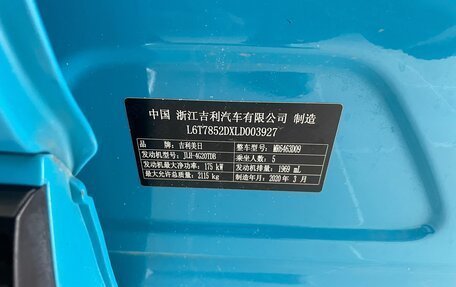 中国 浙江吉利汽车有限公司 制造
L6T7852DXLD003927
品 牌：吉利美日 整车型号：MR6463D09
发动机型号：JLH-4G20TDB 乘坐人数：5
发动机最大净功率：175 kW 发动机排量：1969 mL
最大允许总质量：2115 kg 制造年月：2020 年 3 月